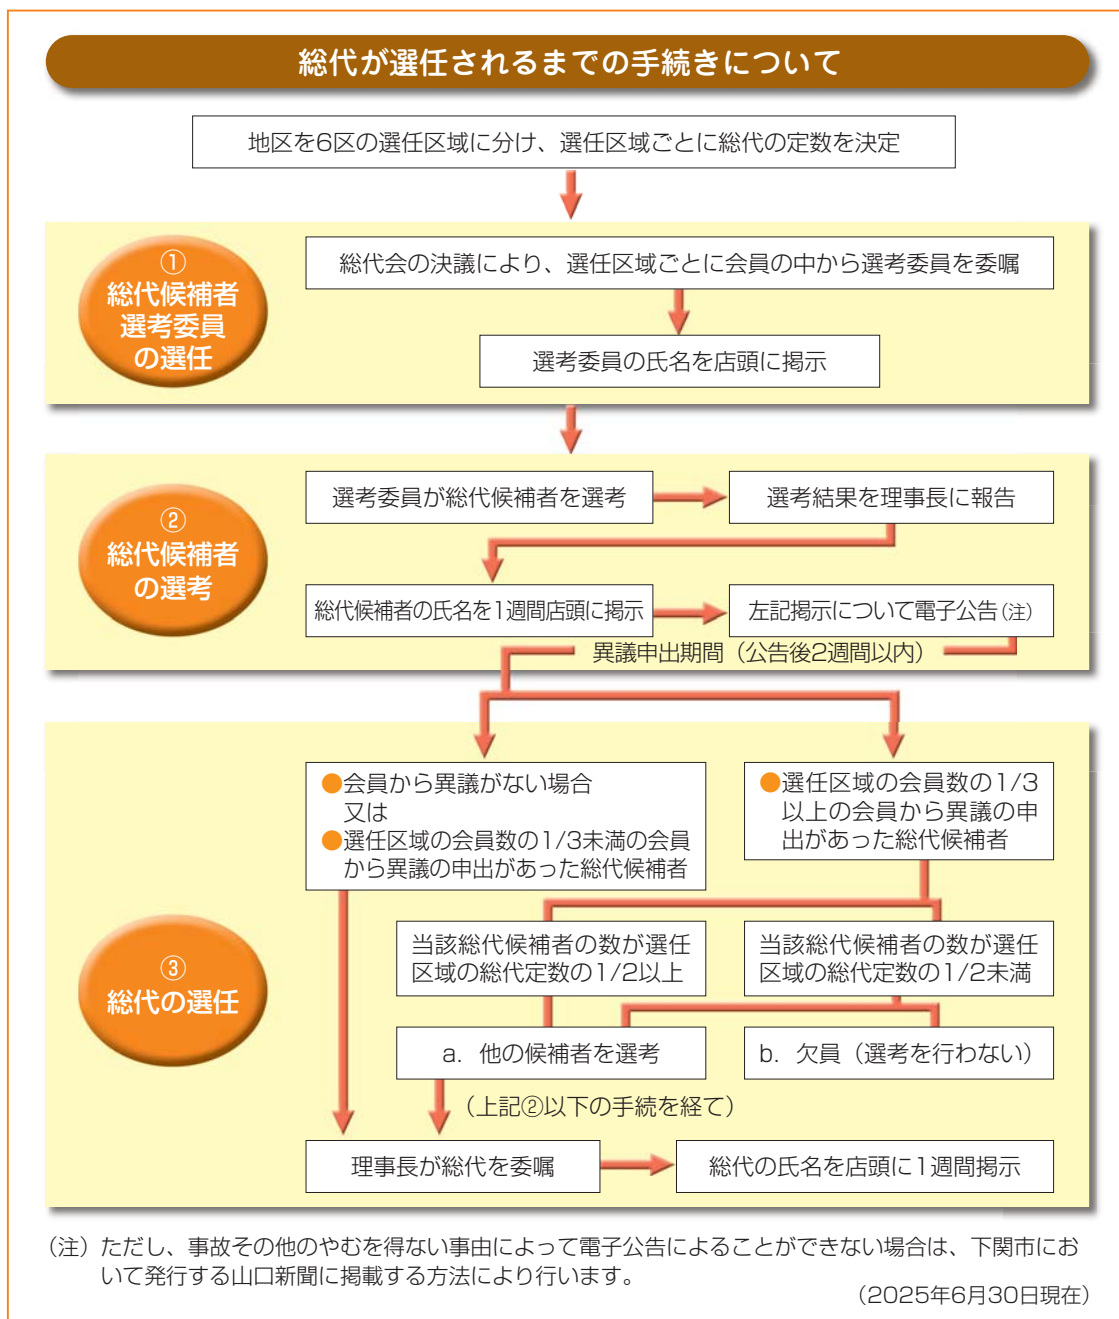 総代が選任されるまでの手続きについて
地区を6区の選任区域に分け、選任区域ごとに総代の定数を決定
①
総代候補者
選考委員
の選任
総代会の決議により、選任区域ごとに会員の中から選考委員を委嘱
選考委員の氏名を店頭に掲示
②
総代候補者
の選考
選考委員が総代候補者を選考
選考結果を理事長に報告
総代候補者の氏名を1週間店頭に掲示
左記掲示について電子公告(注)
異議申出期間（公告後2週間以内）
③
総代の選任
●会員から異議がない場合
又は
●選任区域の会員数の1/3未満の会員
から異議の申出があった総代候補者
●選任区域の会員数の1/3
以上の会員から異議の申
出があった総代候補者
当該総代候補者の数が選任
区域の総代定数の1/2以上
当該総代候補者の数が選任
区域の総代定数の1/2未満
a. 他の候補者を選考
b. 欠員（選考を行わない）
（上記②以下の手続を経て）
理事長が総代を委嘱
総代の氏名を店頭に1週間掲示
（注）ただし、事故その他のやむを得ない事由によって電子公告によることができない場合は、下関市にお
いて発行する山口新聞に掲載する方法により行います。
（2025年6月30日現在）